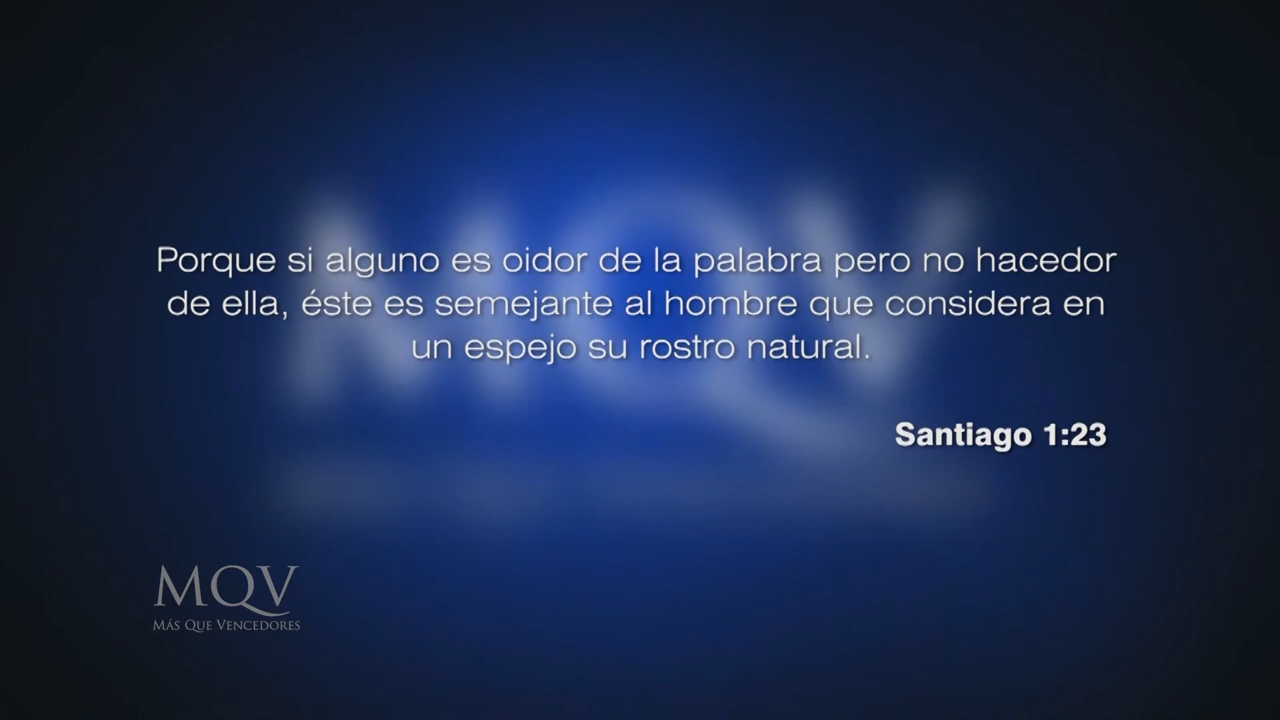 Porque si alguno es oidor de la palabra pero no hacedor
de ella, éste es semejante al hombre que considera en
un espejo su rostro natural.
Santiago 1:23
MQV
MÁS QUE VENCEDORES